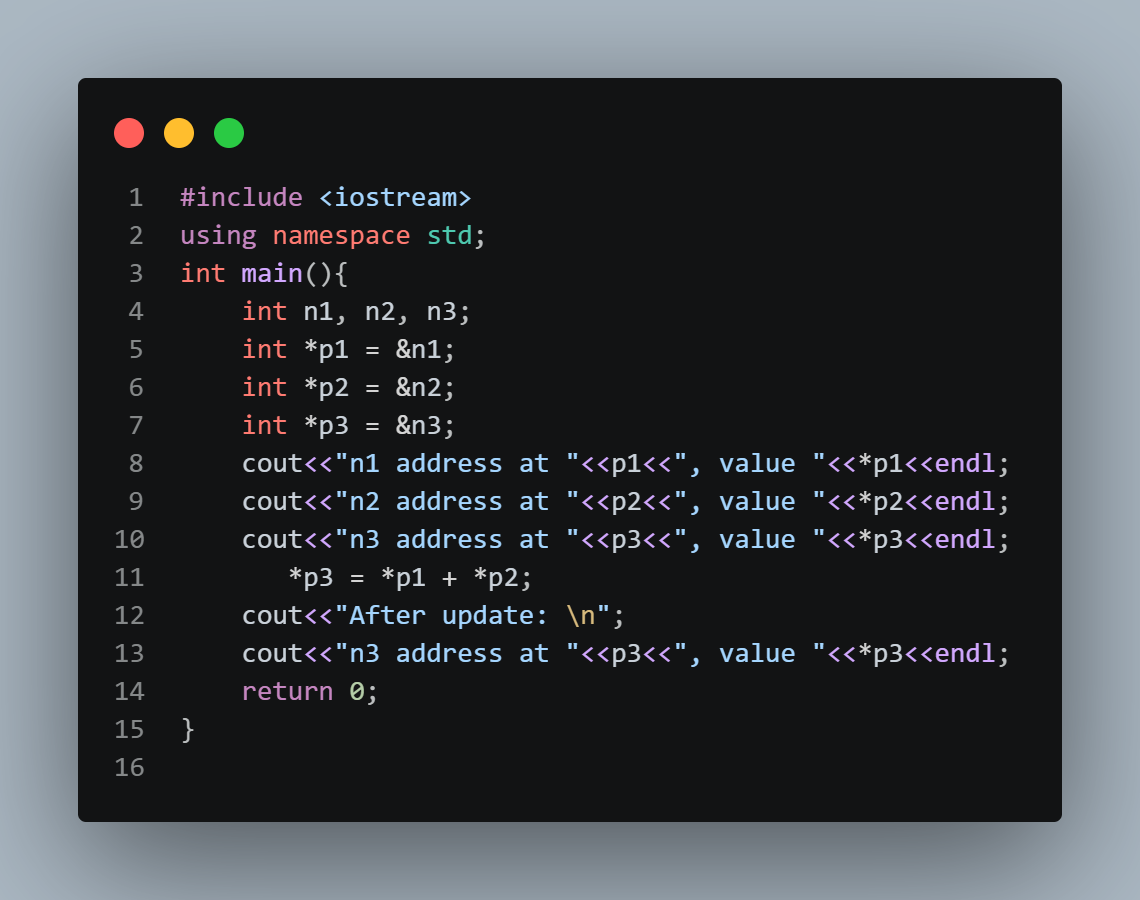 1 #include <iostream>
2 using namespace std;
3 int main(){
4     int n1, n2, n3;
5     int *p1 = &n1;
6     int *p2 = &n2;
7     int *p3 = &n3;
8     cout<<"n1 address at "<<p1<<", value "<<*p1<<endl;
9     cout<<"n2 address at "<<p2<<", value "<<*p2<<endl;
10     cout<<"n3 address at "<<p3<<", value "<<*p3<<endl;
11        *p3 = *p1 + *p2;
12     cout<<"After update: \n";
13     cout<<"n3 address at "<<p3<<", value "<<*p3<<endl;
14     return 0;
15 }
16